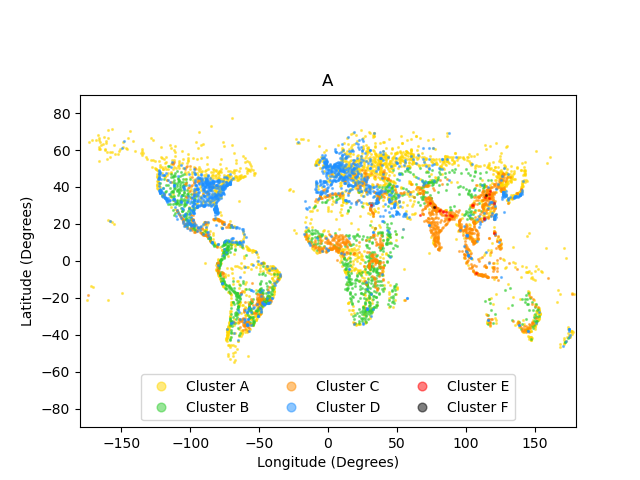 A
80
60
40
20
0
−20
−40
−60
−80
Latitude (Degrees)
Cluster A Cluster C Cluster E
Cluster B Cluster D Cluster F
−150 −100 −50 0 50 100 150
Longitude (Degrees)